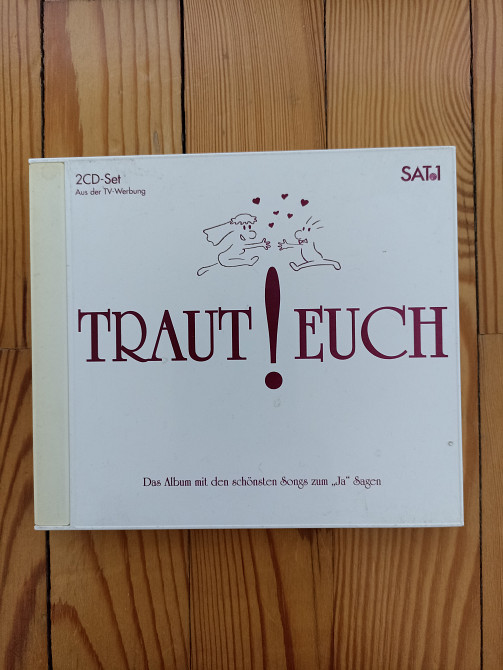 2CD-Set
Aus der TV-Werbung
SAT.1
TRAUT!EUCH
Das Album mit den schönsten Songs zum „Ja" Sagen